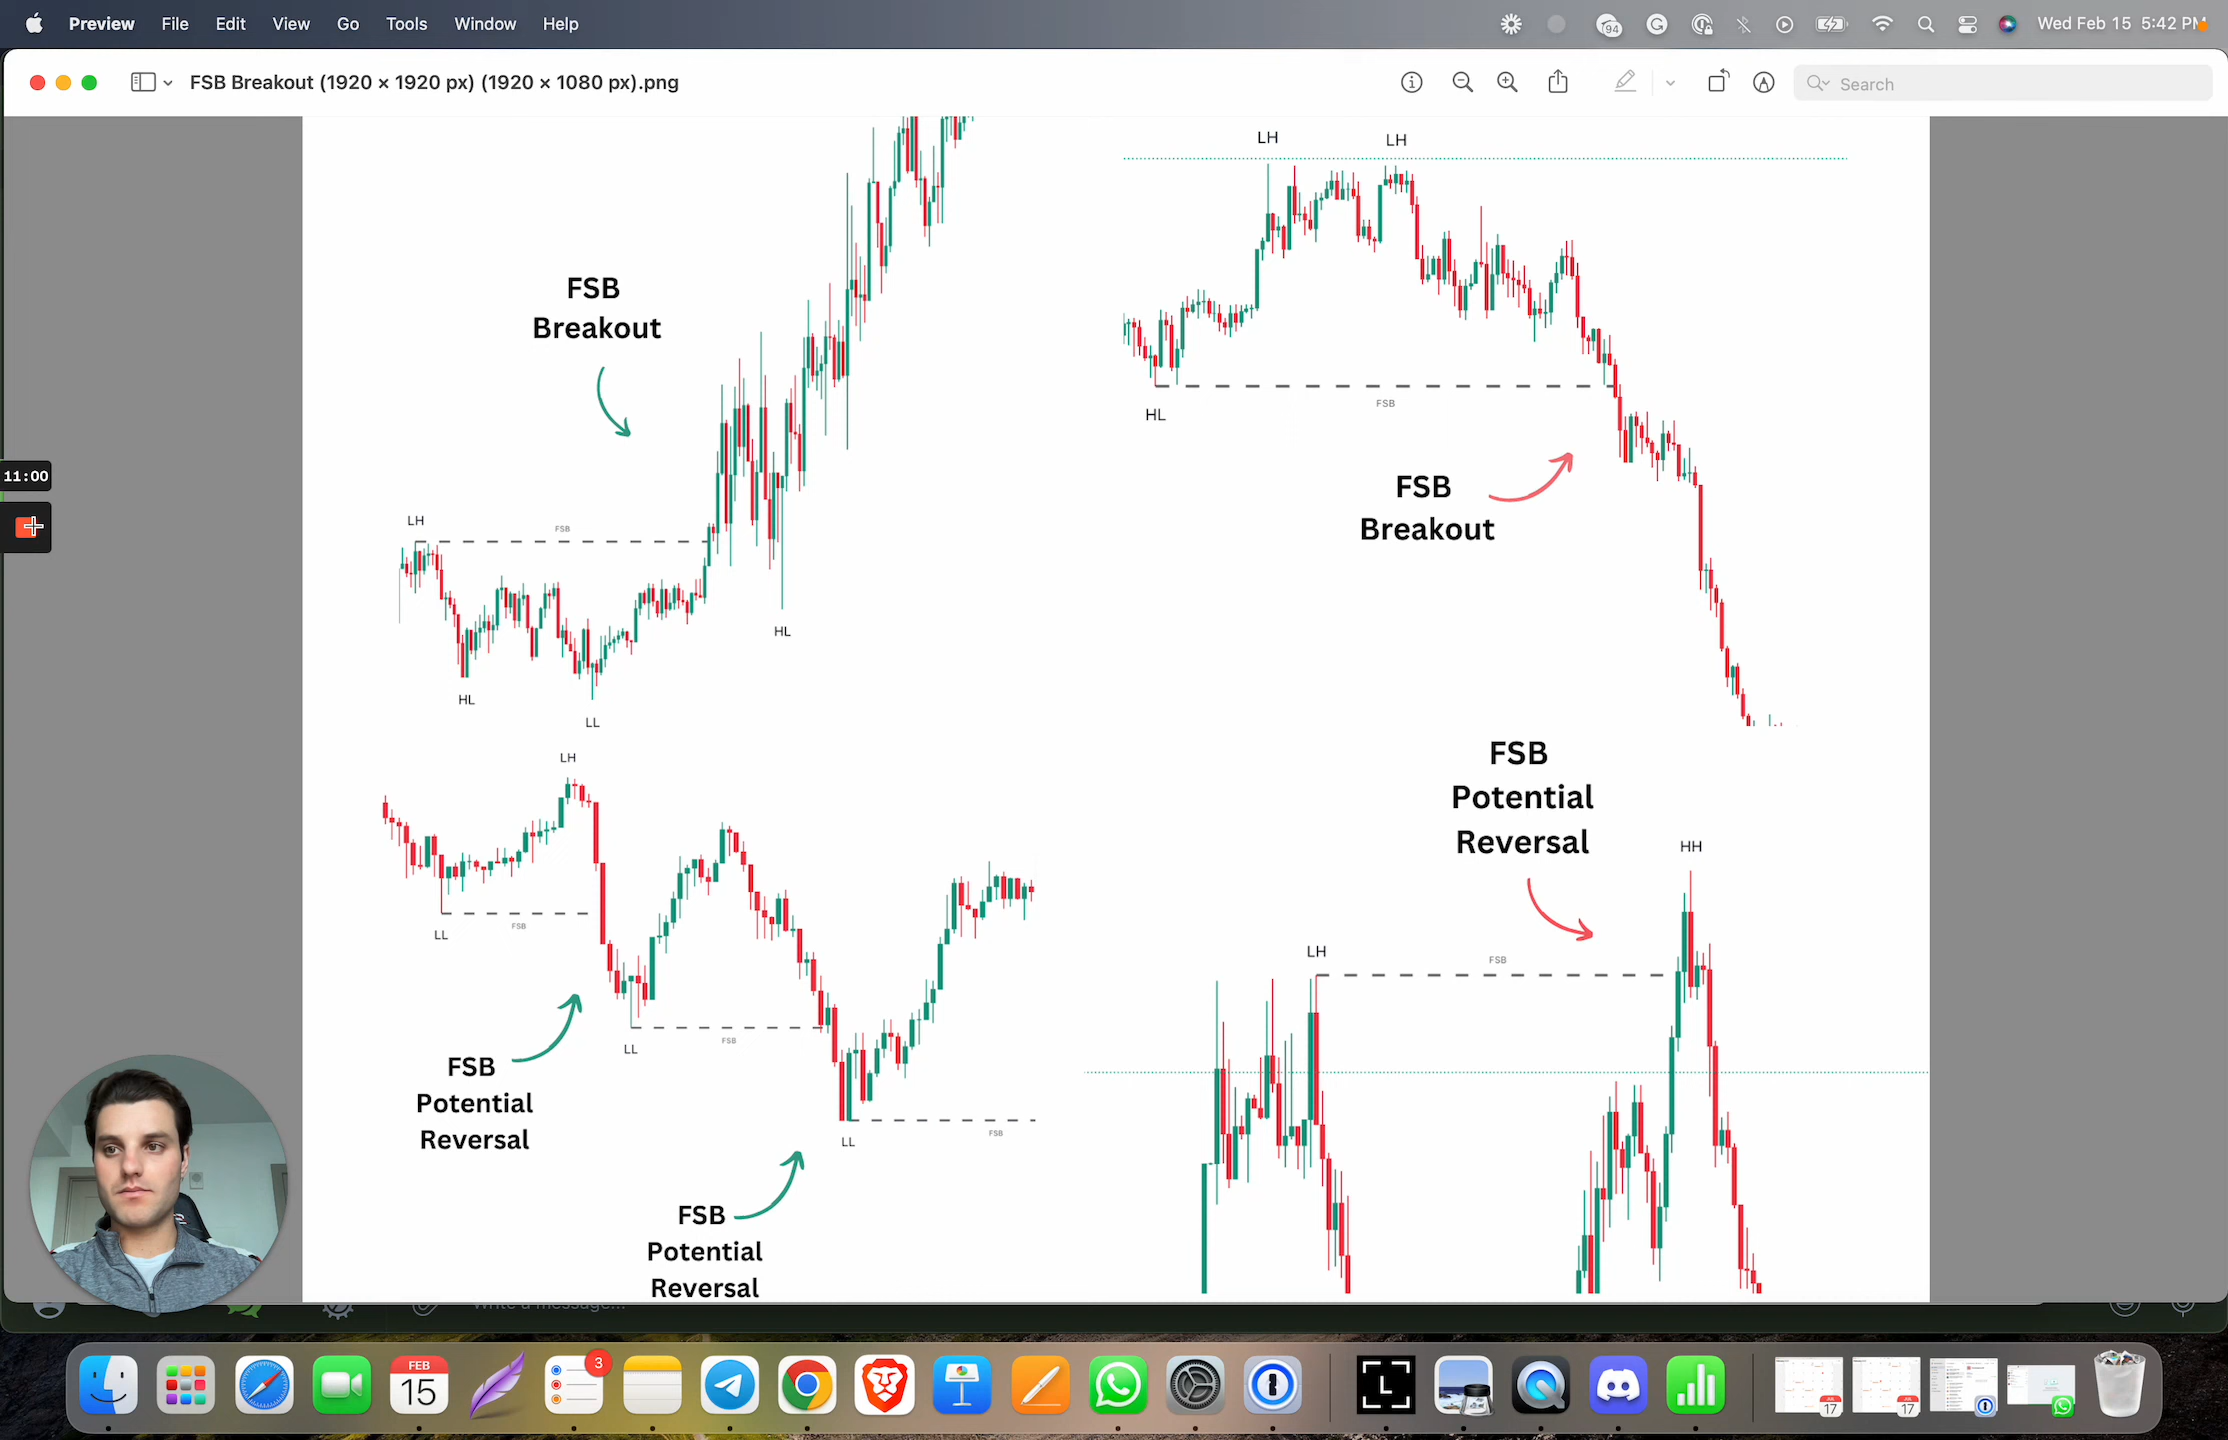 Preview File Edit View Go Tools Window Help
94
Wed Feb 15 5:42 PM
FSB Breakout (1920 × 1920 px) (1920 × 1080 px).png
Search
LH LH
FSB
Breakout
HL
FSB
FSB
Breakout
11:00
LH
FSB
HL
HL
LL
LH
LL
FSB
LL
FSB
LL
FSB
FSB
Potential
Reversal
FSB
Potential
Reversal
FSB
Potential
Reversal
HH
LH
FSB
Write a message...
FEB
15
3
L
17
17